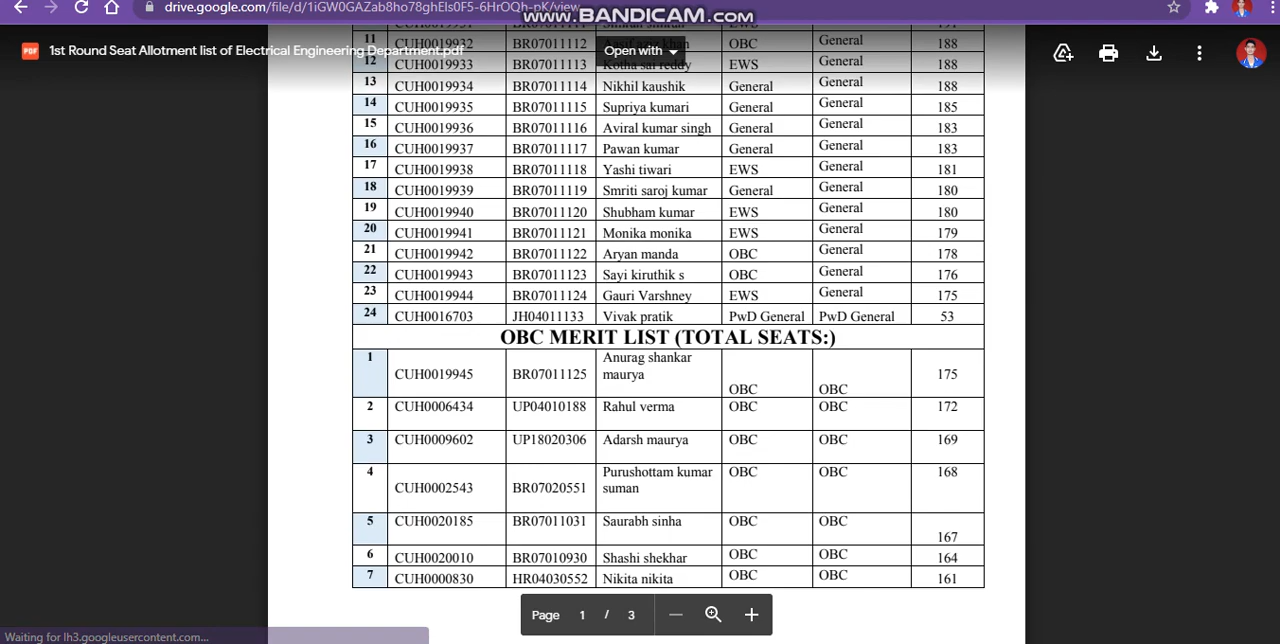 drive.google.com/file/d/1iGW0GAZab8ho78ghEIs0F5-6HrOQh-pK/view
www.BANDICAM.com
1st Round Seat Allotment list of Electrical Engineering Department.pdf
Open with
11 CUH0019932 BR07011112 khan OBC General 188
12 CUH0019933 BR07011113 Kotha sai reddy EWS General 188
13 CUH0019934 BR07011114 Nikhil kaushik General General 188
14 CUH0019935 BR07011115 Supriya kumari General General 185
15 CUH0019936 BR07011116 Aviral kumar singh General General 183
16 CUH0019937 BR07011117 Pawan kumar General General 183
17 CUH0019938 BR07011118 Yashi tiwari EWS General 181
18 CUH0019939 BR07011119 Smriti saroj kumar General General 180
19 CUH0019940 BR07011120 Shubham kumar EWS General 180
20 CUH0019941 BR07011121 Monika monika EWS General 179
21 CUH0019942 BR07011122 Aryan manda OBC General 178
22 CUH0019943 BR07011123 Sayi kiruthik s OBC General 176
23 CUH0019944 BR07011124 Gauri Varshney EWS General 175
24 CUH0016703 JH04011133 Vivak pratik PwD General PwD General 53
OBC MERIT LIST (TOTAL SEATS:)
1 CUH0019945 BR07011125 Anurag shankar maurya OBC OBC 175
2 CUH0006434 UP04010188 Rahul verma OBC OBC 172
3 CUH0009602 UP18020306 Adarsh maurya OBC OBC 169
4 CUH0002543 BR07020551 Purushottam kumar suman OBC OBC 168
5 CUH0020185 BR07011031 Saurabh sinha OBC OBC 167
6 CUH0020010 BR07010930 Shashi shekhar OBC OBC 164
7 CUH0000830 HR04030552 Nikita nikita OBC OBC 161
Page 1 / 3
Waiting for lh3.googleusercontent.com...